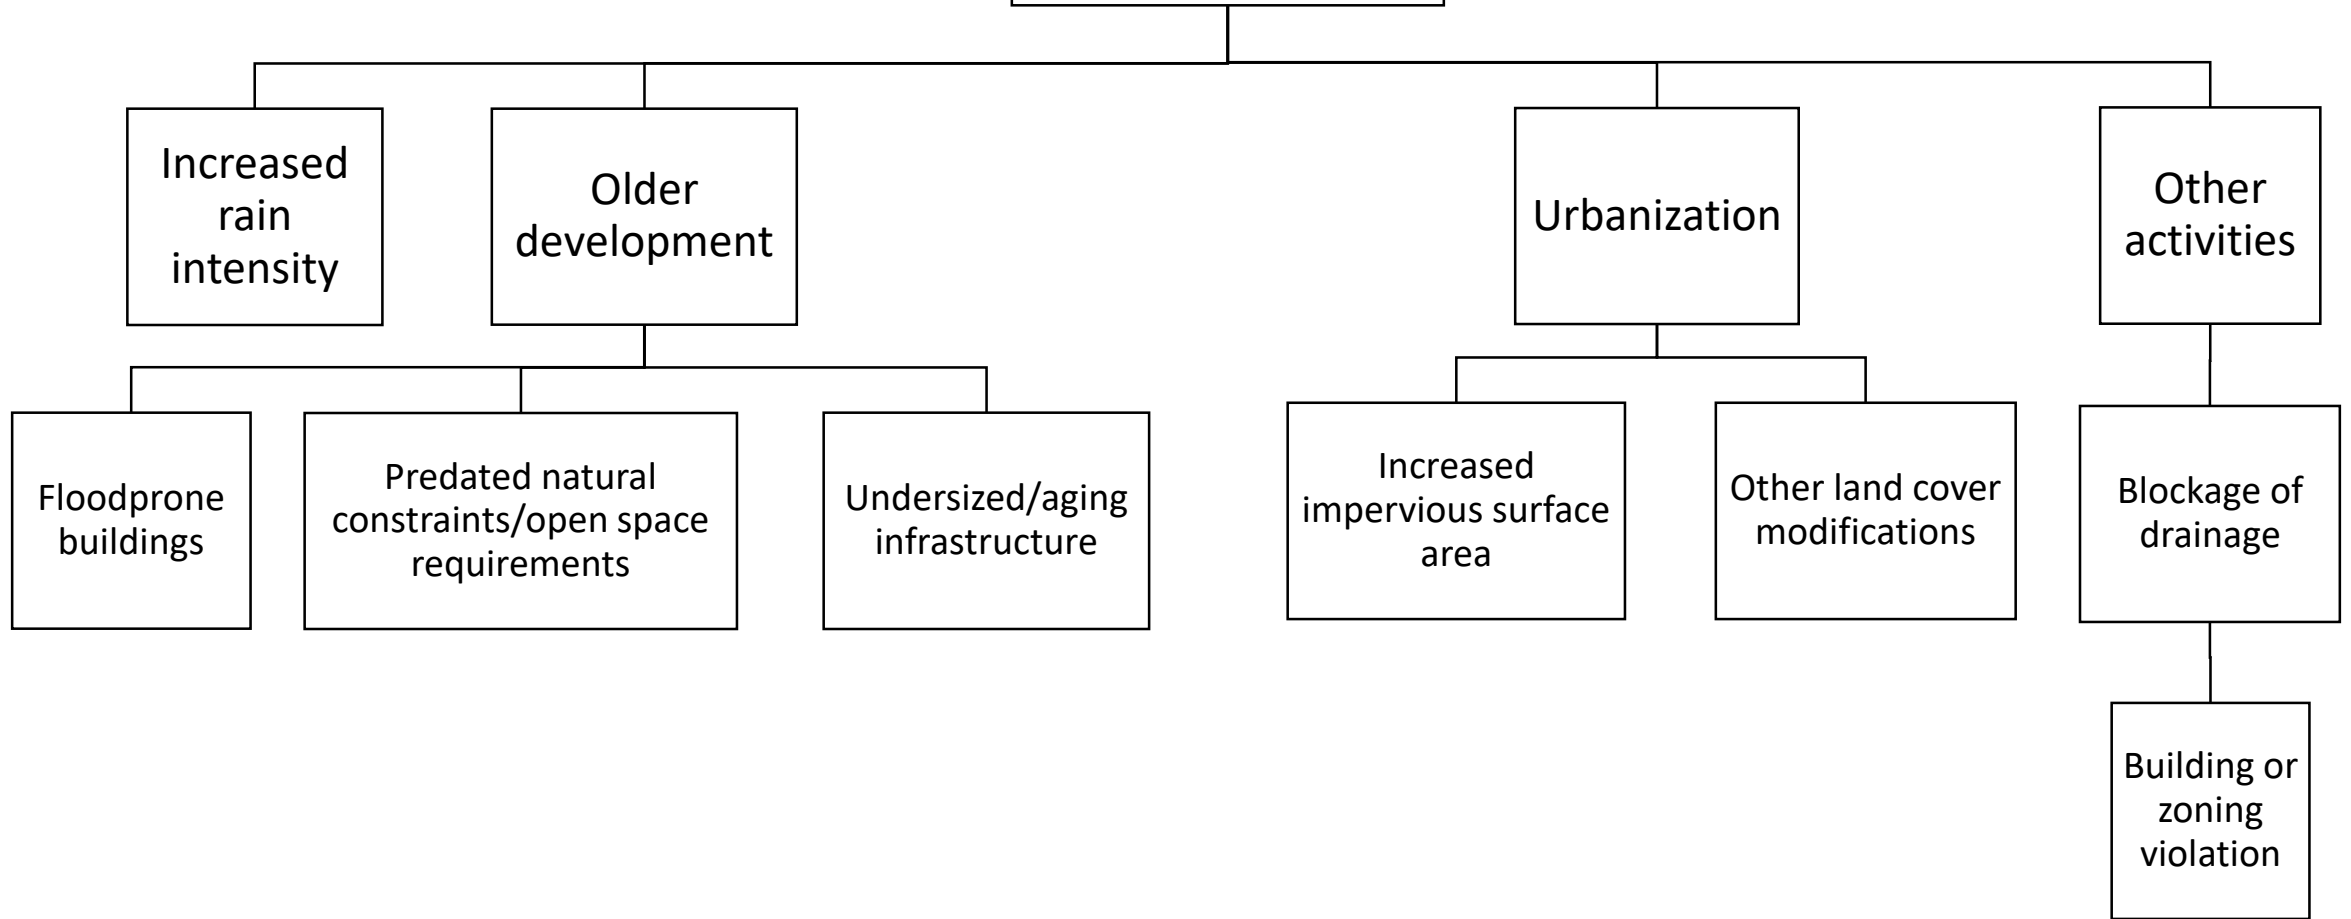 Increased
rain
intensity
Older
development
Urbanization
Other
activities
Floodprone
buildings
Predated natural
constraints/open space
requirements
Undersized/aging
infrastructure
Increased
impervious surface
area
Other land cover
modifications
Blockage of
drainage
Building or
zoning
violation